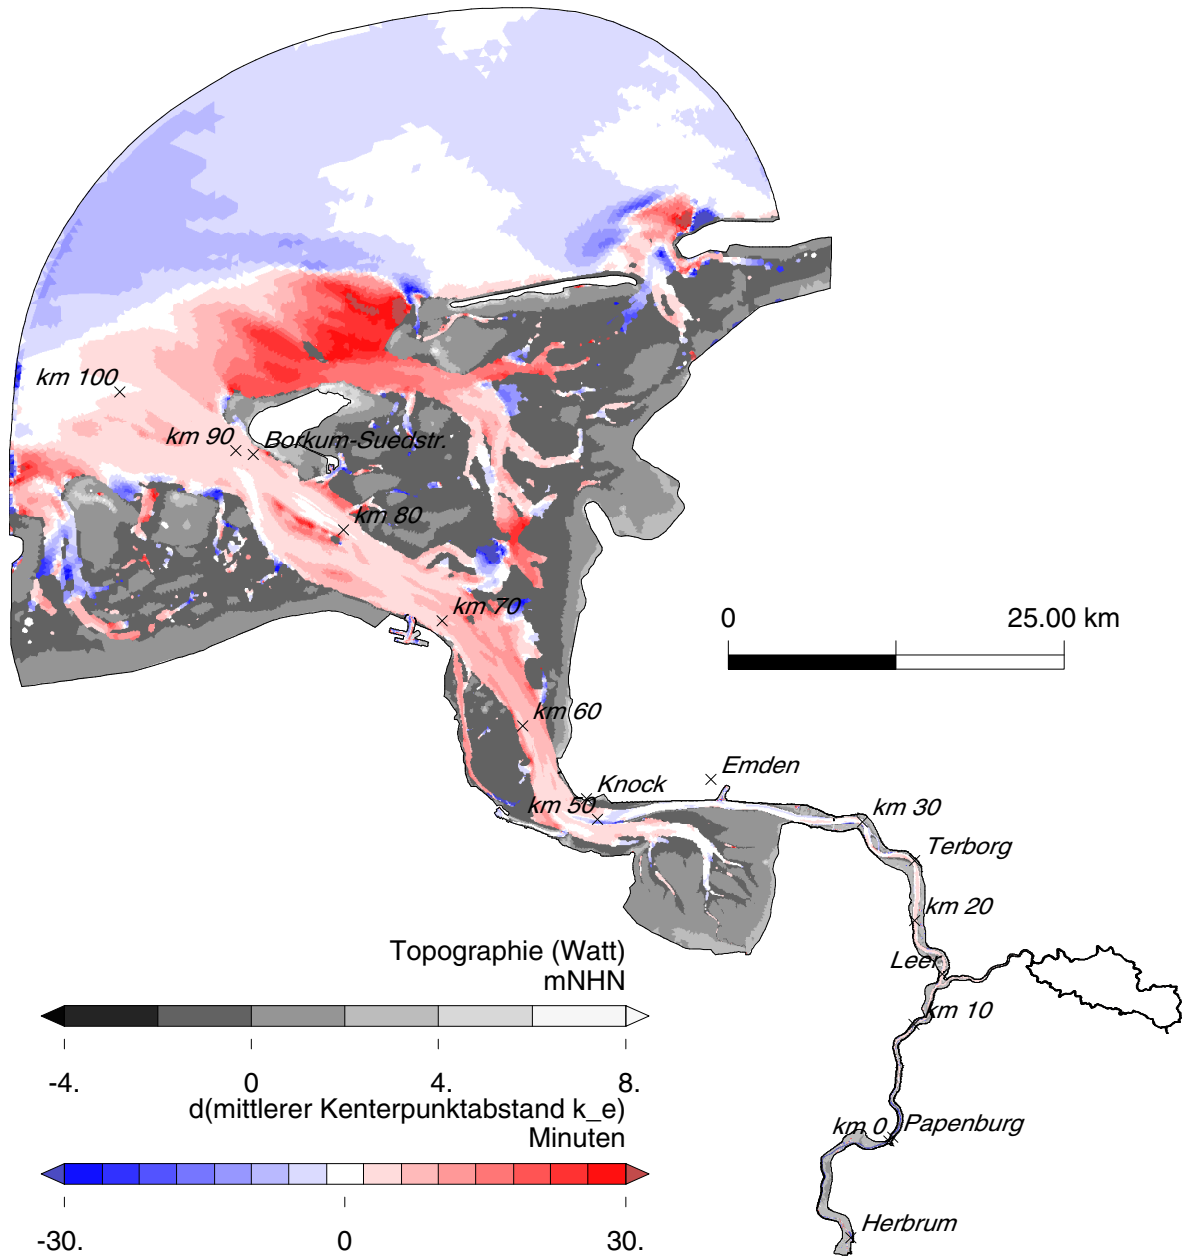 km 100
km 90
Borkum-Suedstr.
km 80
km 70
0
25.00 km
km 60
Emden
Knock
km 50
km 30
Terborg
km 20
Topographie (Watt)
mNHN
Leer
km 10
-4.
0
4.
8.
d(mittlerer Kenterpunktabstand k_e)
Minuten
km 0
Papenburg
-30.
0
30.
Herbrum